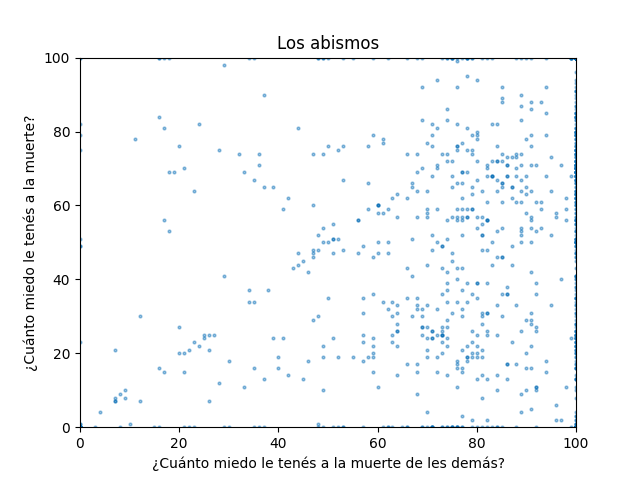 Los abismos
100
80
60
40
20
0
¿Cuánto miedo le tenés a la muerte?
0 20 40 60 80 100
¿Cuánto miedo le tenés a la muerte de les demás?